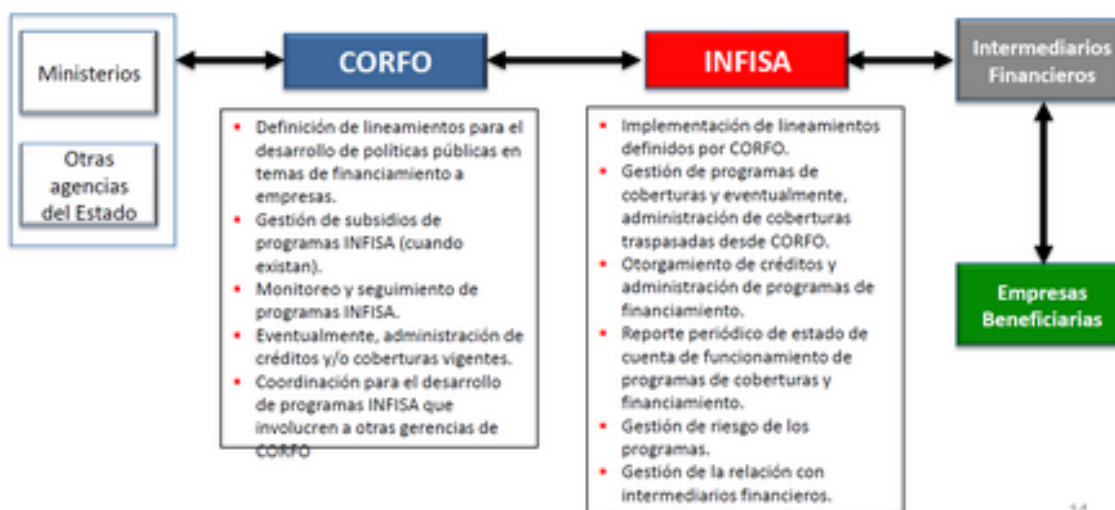 Ministerios
Otras
agencias
del Estado
CORFO
▪ Definición de lineamientos para el
desarrollo de políticas públicas en
temas de financiamiento a
empresas.
▪ Gestión de subsidios de
programas INFISA (cuando
existan).
▪ Monitoreo y seguimiento de
programas INFISA.
▪ Eventualmente, administración de
créditos y/o coberturas vigentes.
▪ Coordinación para el desarrollo
de programas INFISA que
involucren a otras gerencias de
CORFO
INFISA
▪ Implementación de lineamientos
definidos por CORFO.
▪ Gestión de programas de
coberturas y eventualmente,
administración de coberturas
traspasadas desde CORFO.
▪ Otorgamiento de créditos y
administración de programas de
financiamiento.
▪ Reporte periódico de estado de
cuenta de funcionamiento de
programas de coberturas y
financiamiento.
▪ Gestión de riesgo de los
programas.
▪ Gestión de la relación con
intermediarios financieros.
Intermediarios
Financieros
Empresas
Beneficiarias
14